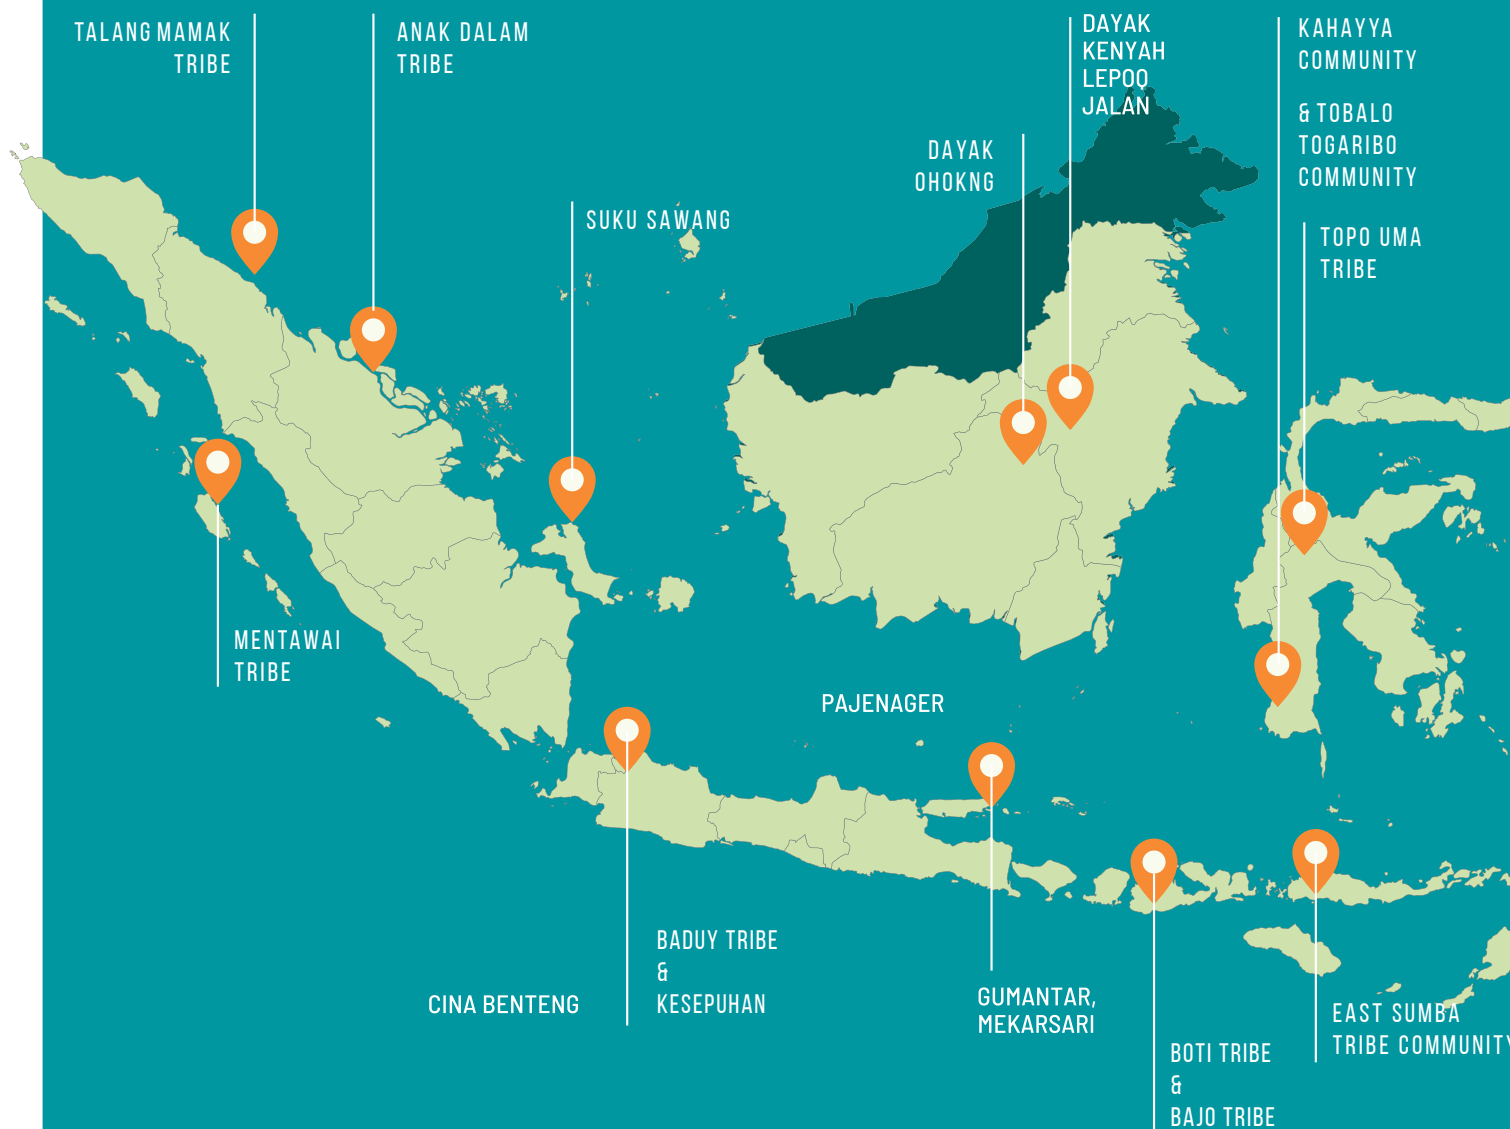 TALANG MAMAK
TRIBE
ANAK DALAM
TRIBE
DAYAK
KENYAH
LEPOQ
JALAN
KAHAYYA
COMMUNITY
& TOBALO
TOGARIBO
COMMUNITY
DAYAK
OHOKNG
SUKU SAWANG
TOPO UMA
TRIBE
MENTAWAI
TRIBE
PAJENAGER
BADUY TRIBE
&
KESEPUHAN
CINA BENTENG
GUMANTAR,
MEKARSARI
EAST SUMBA
TRIBE COMMUNITY
BOTI TRIBE
&
BAJO TRIBE